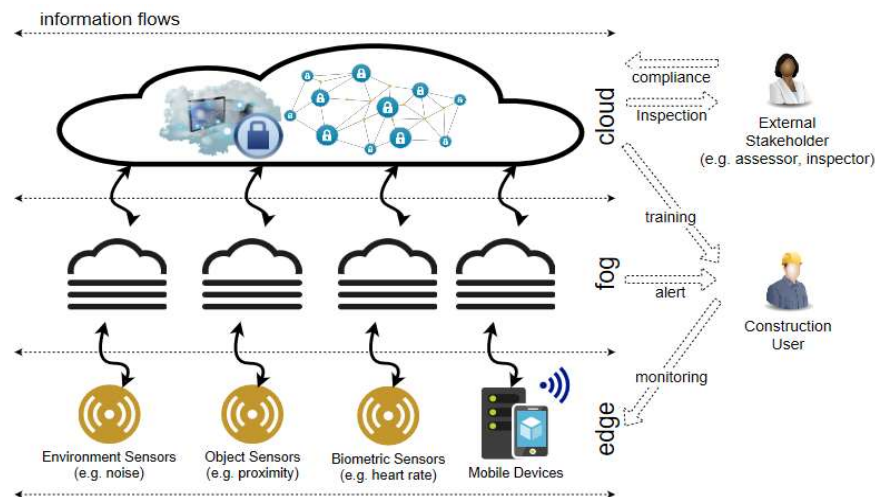 information flows
cloud
compliance
Inspection
External
Stakeholder
(e.g. assessor, inspector)
training
fog
alert
Construction
User
monitoring
edge
Environment Sensors
(e.g. noise)
Object Sensors
(e.g. proximity)
Biometric Sensors
(e.g. heart rate)
Mobile Devices